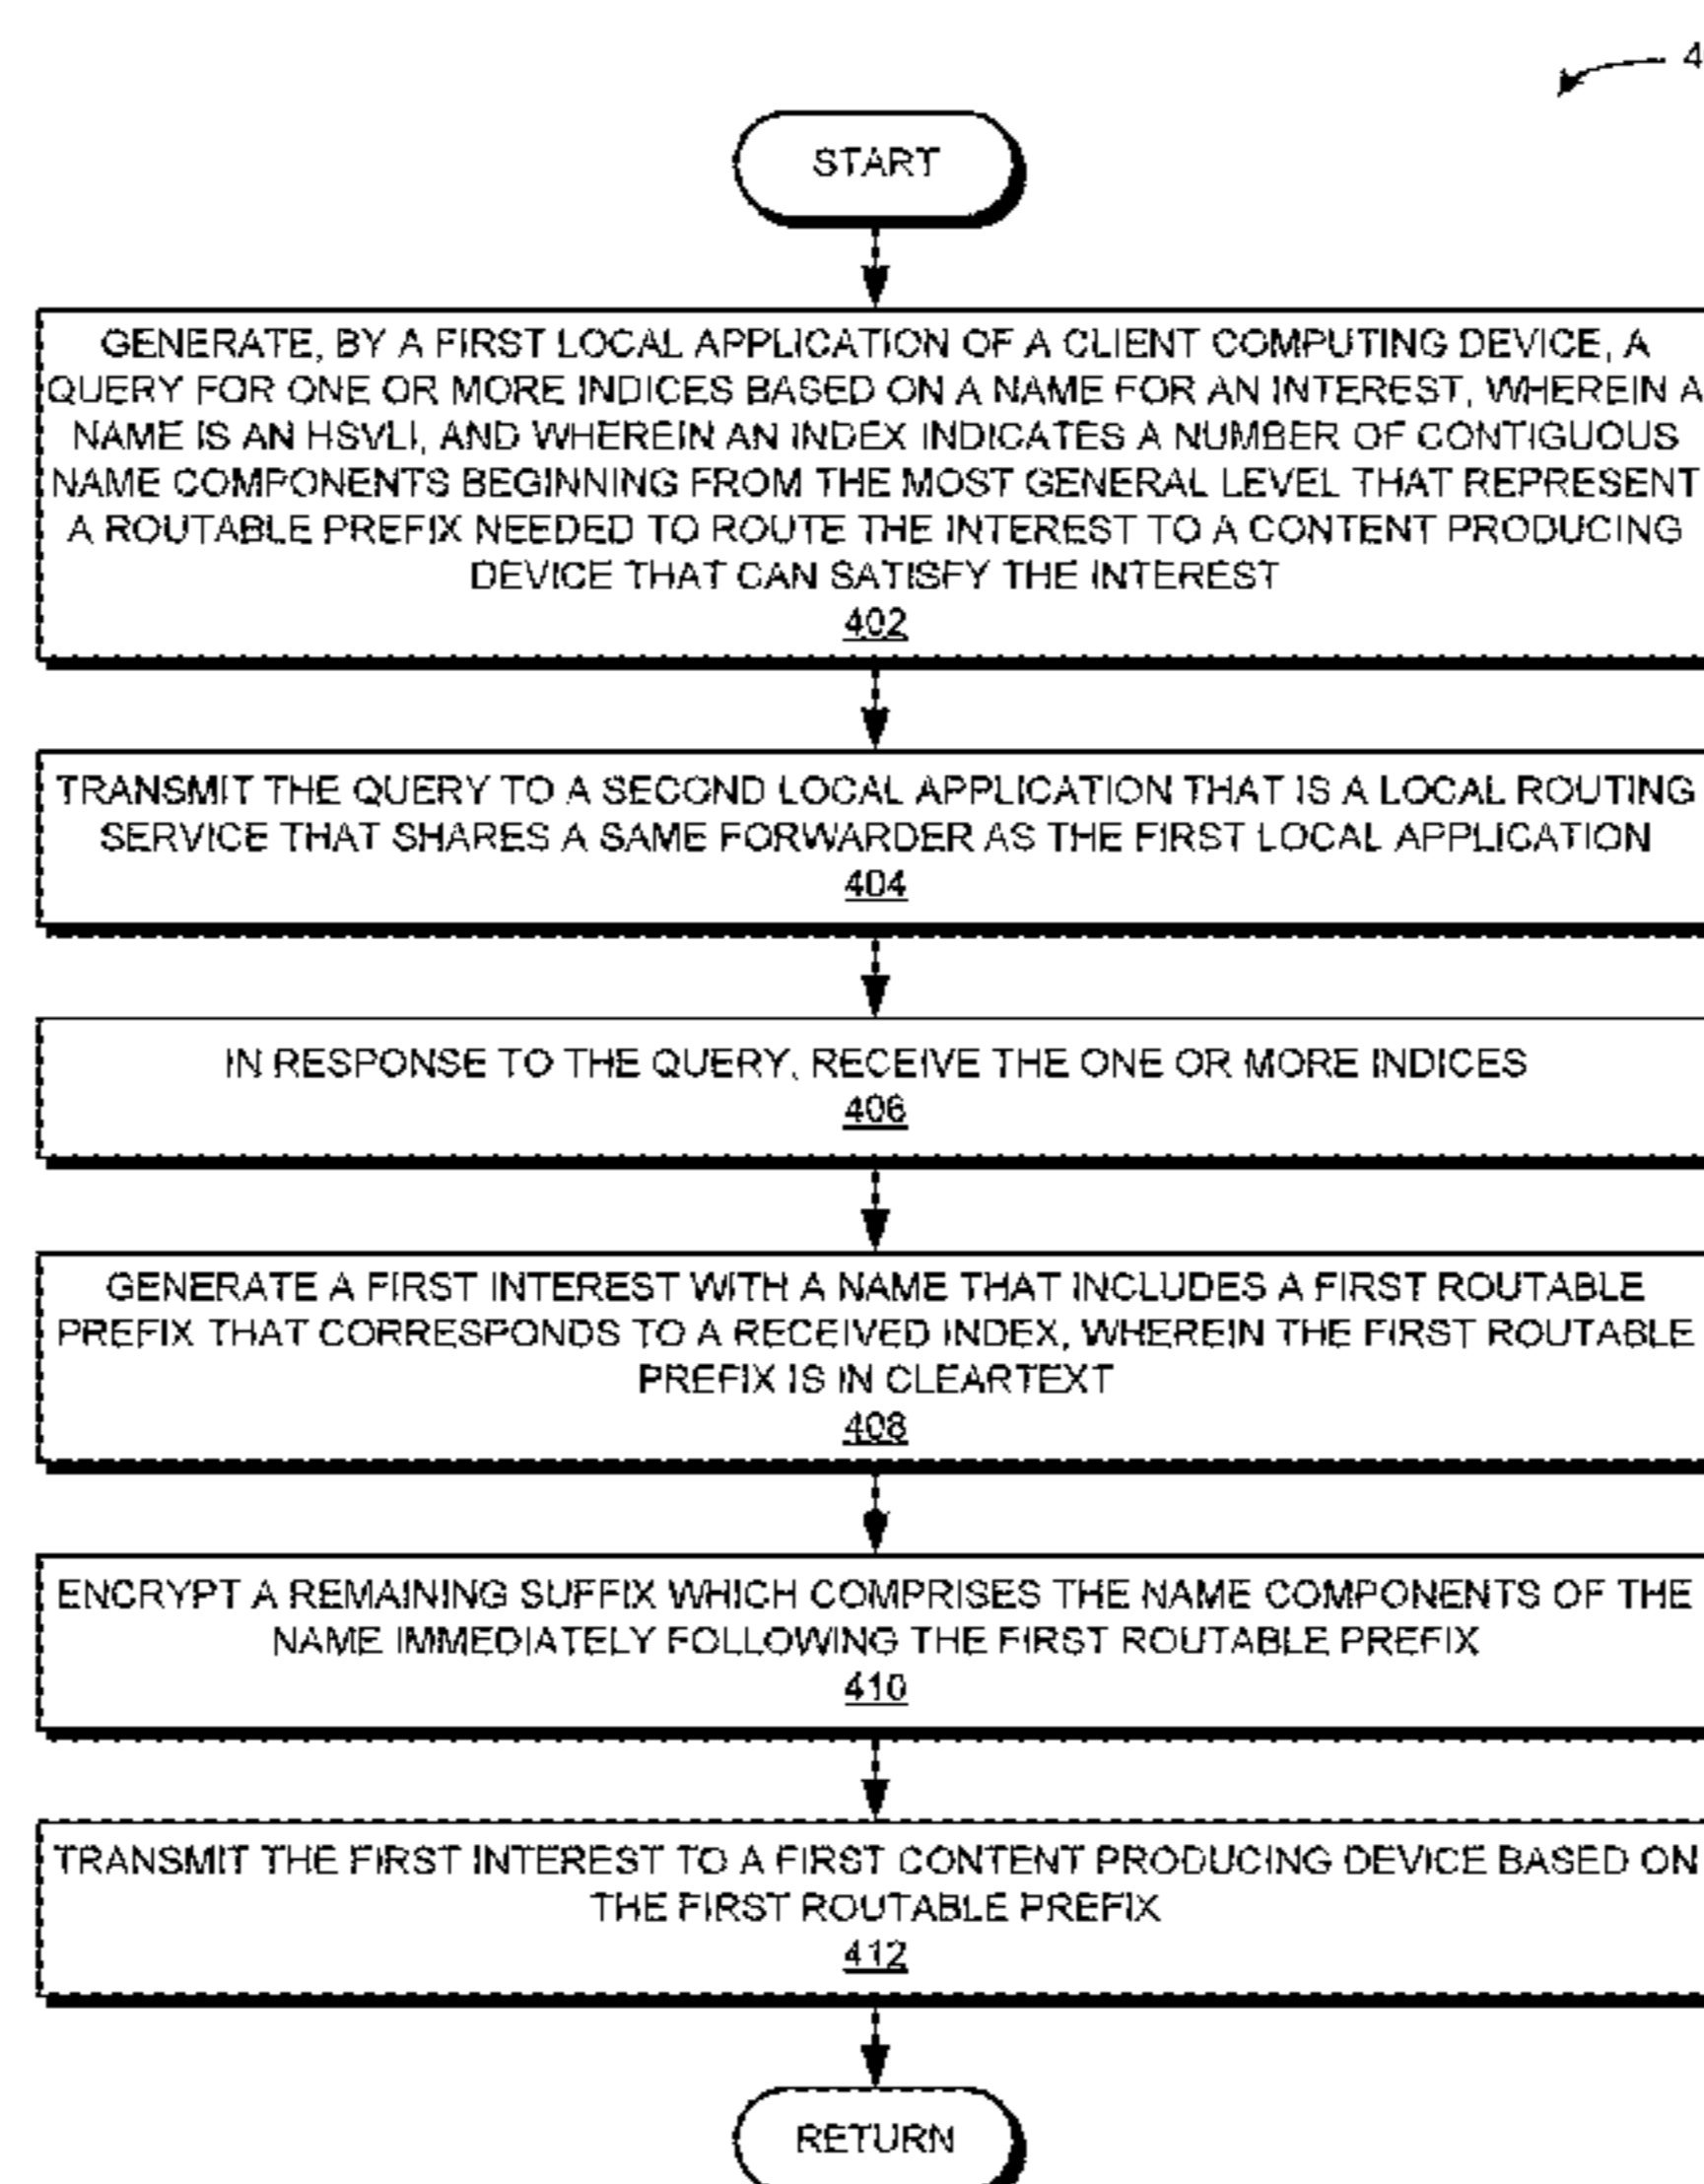 4
START
GENERATE, BY A FIRST LOCAL APPLICATION OF A CLIENT COMPUTING DEVICE, A
QUERY FOR ONE OR MORE INDICES BASED ON A NAME FOR AN INTEREST, WHEREIN A
NAME IS AN HSVLI, AND WHEREIN AN INDEX INDICATES A NUMBER OF CONTIGUOUS
NAME COMPONENTS BEGINNING FROM THE MOST GENERAL LEVEL THAT REPRESENT
A ROUTABLE PREFIX NEEDED TO ROUTE THE INTEREST TO A CONTENT PRODUCING
DEVICE THAT CAN SATISFY THE INTEREST
402
TRANSMIT THE QUERY TO A SECOND LOCAL APPLICATION THAT IS A LOCAL ROUTING
SERVICE THAT SHARES A SAME FORWARDER AS THE FIRST LOCAL APPLICATION
404
IN RESPONSE TO THE QUERY, RECEIVE THE ONE OR MORE INDICES
406
GENERATE A FIRST INTEREST WITH A NAME THAT INCLUDES A FIRST ROUTABLE
PREFIX THAT CORRESPONDS TO A RECEIVED INDEX, WHEREIN THE FIRST ROUTABLE
PREFIX IS IN CLEARTEXT
408
ENCRYPT A REMAINING SUFFIX WHICH COMPRISES THE NAME COMPONENTS OF THE
NAME IMMEDIATELY FOLLOWING THE FIRST ROUTABLE PREFIX
410
TRANSMIT THE FIRST INTEREST TO A FIRST CONTENT PRODUCING DEVICE BASED ON
THE FIRST ROUTABLE PREFIX
412
RETURN